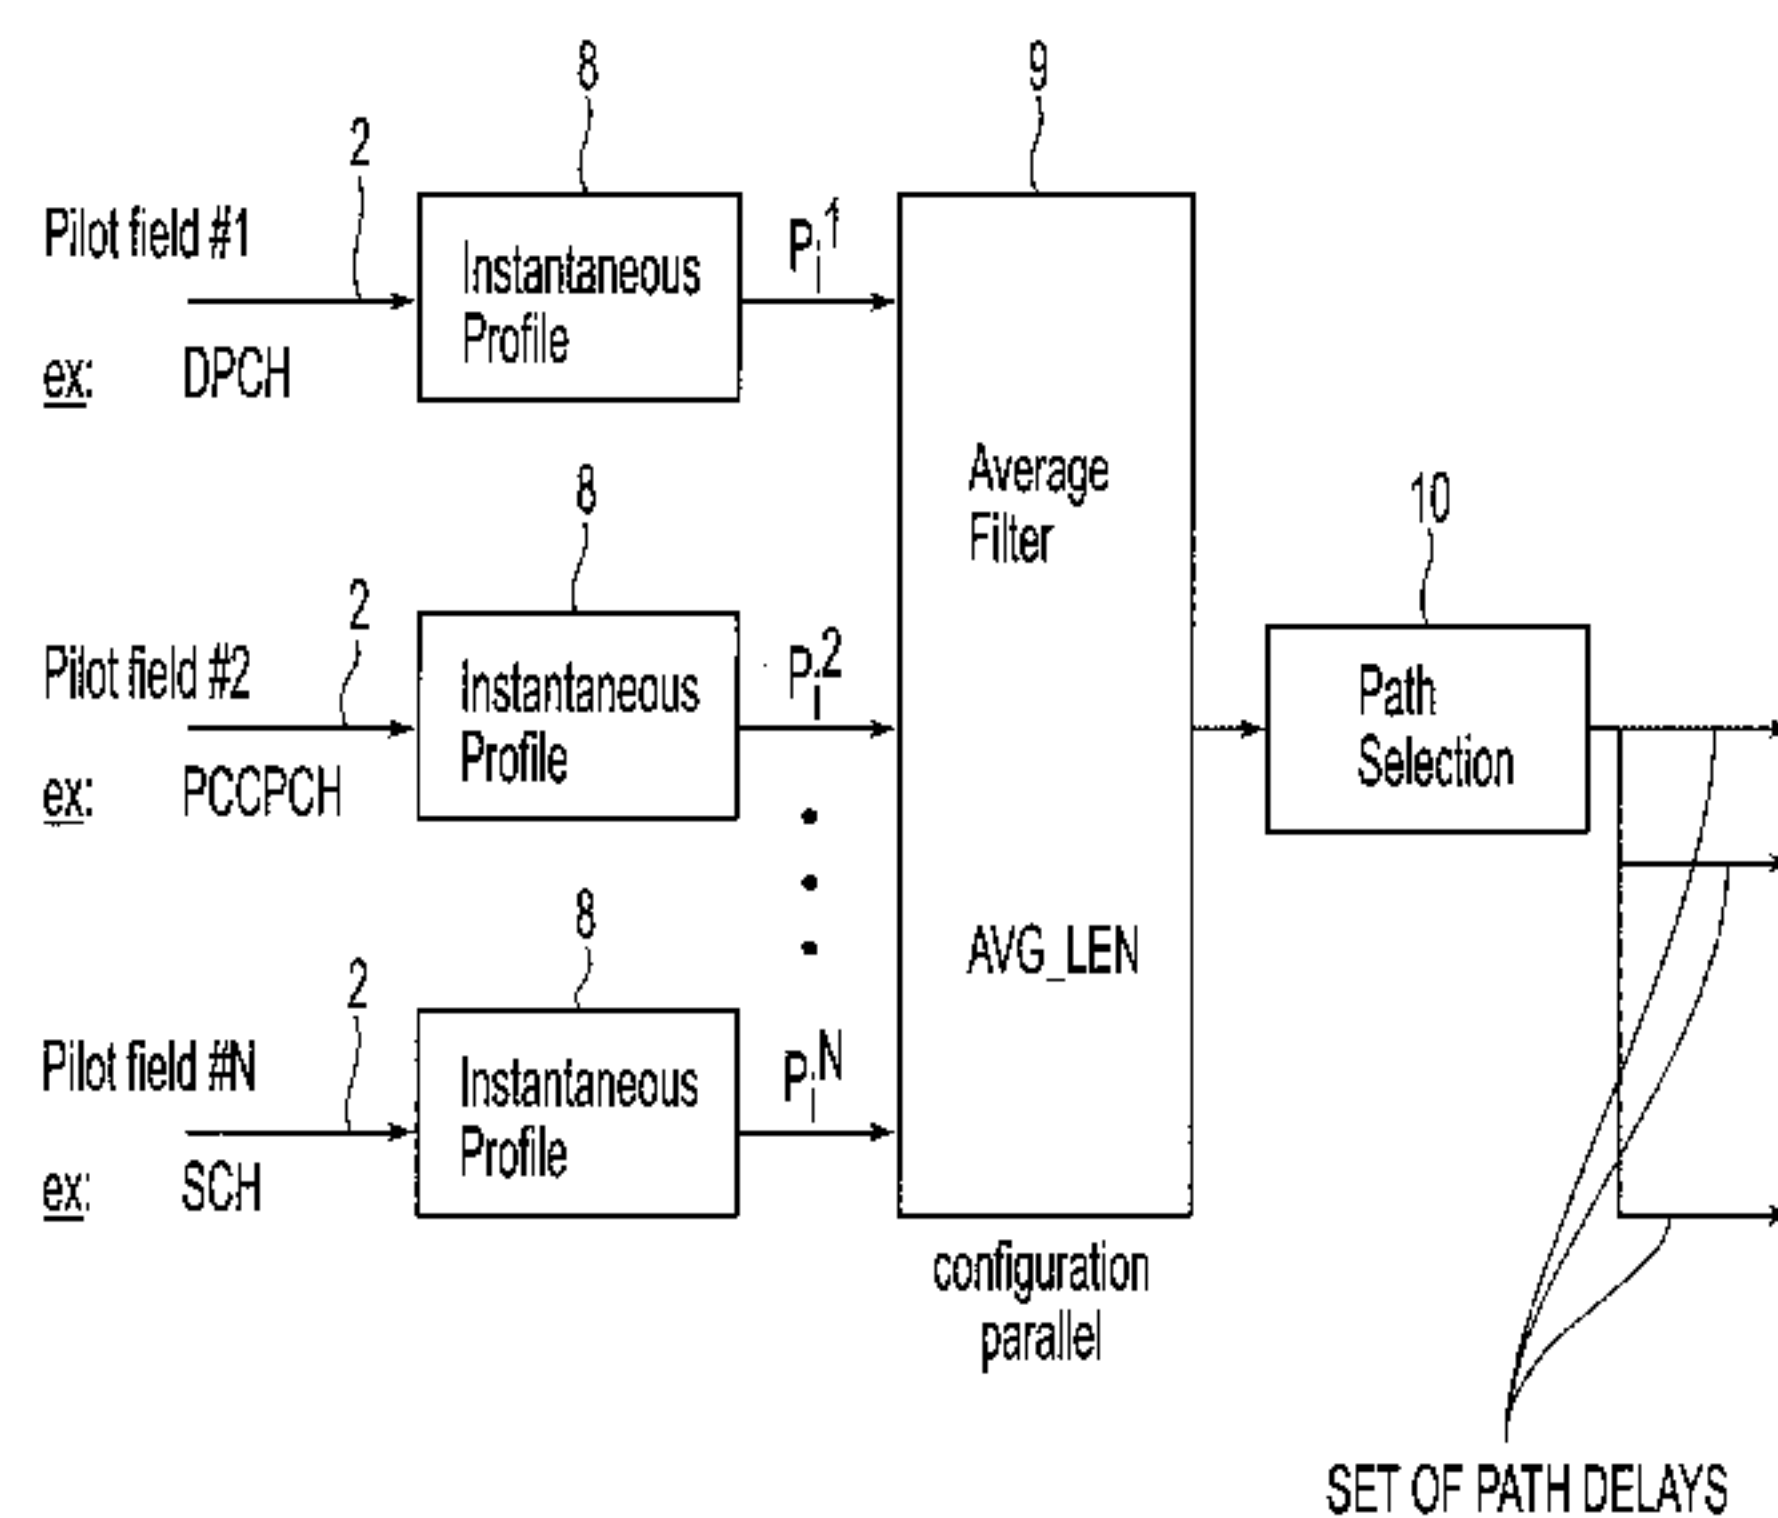 8
9
2
Pilot field #1
Instantaneous
Profile
P_i^1
ex: DPCH
Average
Filter
8
10
2
Pilot field #2
Instantaneous
Profile
P_i^2
Path
Selection
ex: PCCPCH
8
AVG_LEN
2
Pilot field #N
Instantaneous
Profile
P_i^N
ex: SCH
configuration
parallel
SET OF PATH DELAYS